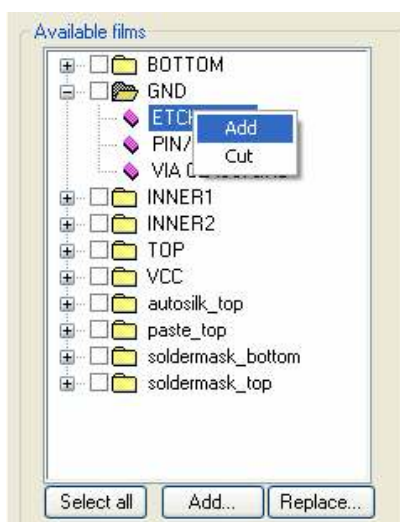 Available films
BOTTOM
GND
Add
PIN/
Cut
VIA
INNER1
INNER2
TOP
VCC
autosilk_top
paste_top
soldermask_bottom
soldermask_top
Select all Add... Replace...